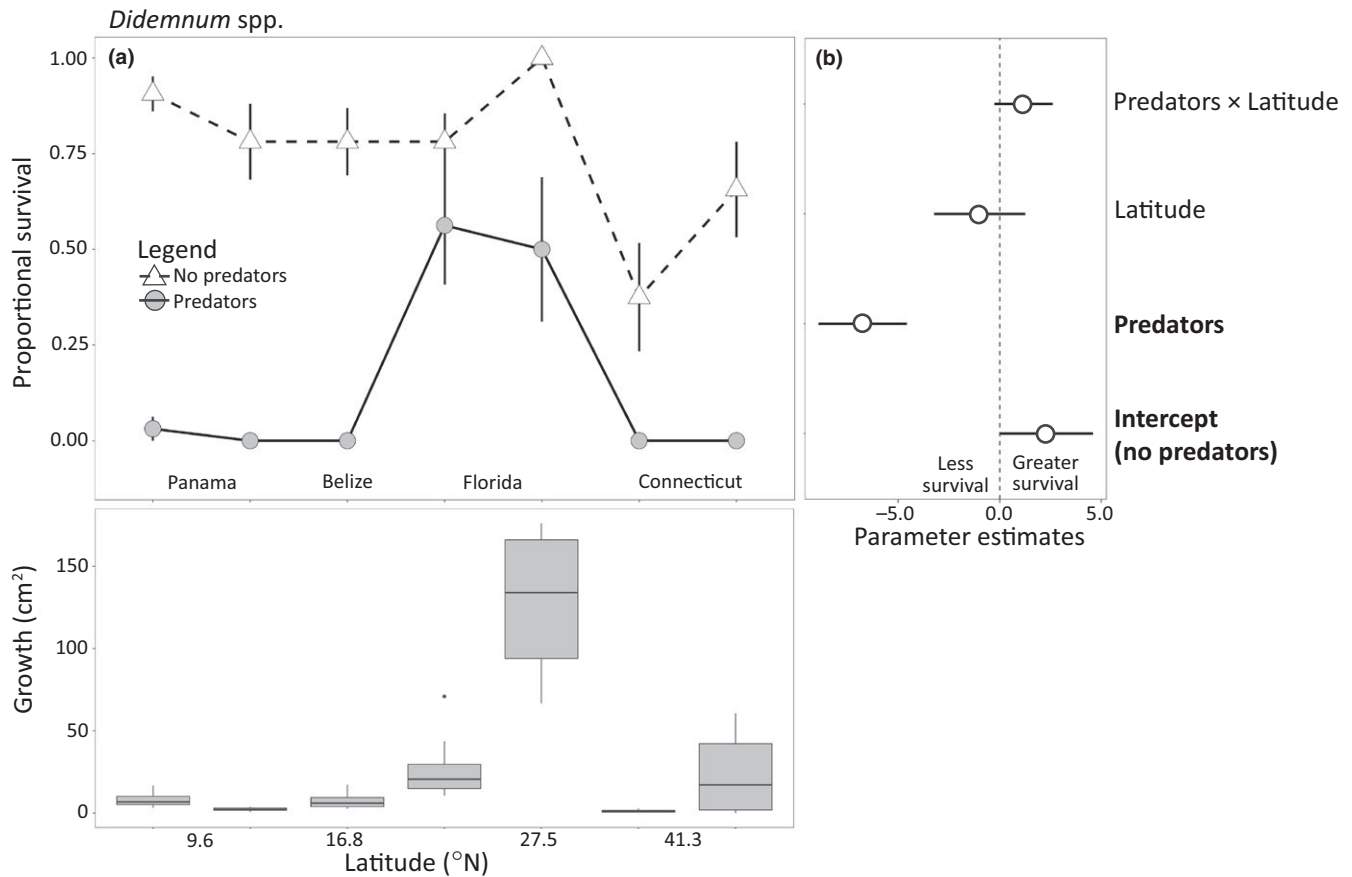 Didemnum spp.
(a)
1.00
0.75
0.50
0.25
0.00
Proportional survival
Legend
No predators
Predators
Panama
Belize
Florida
Connecticut
(b)
Predators × Latitude
Latitude
Predators
Intercept
(no predators)
Less
survival
Greater
survival
–5.0
0.0
5.0
Parameter estimates
150
100
50
0
Growth (cm²)
9.6
16.8
27.5
41.3
Latitude (°N)